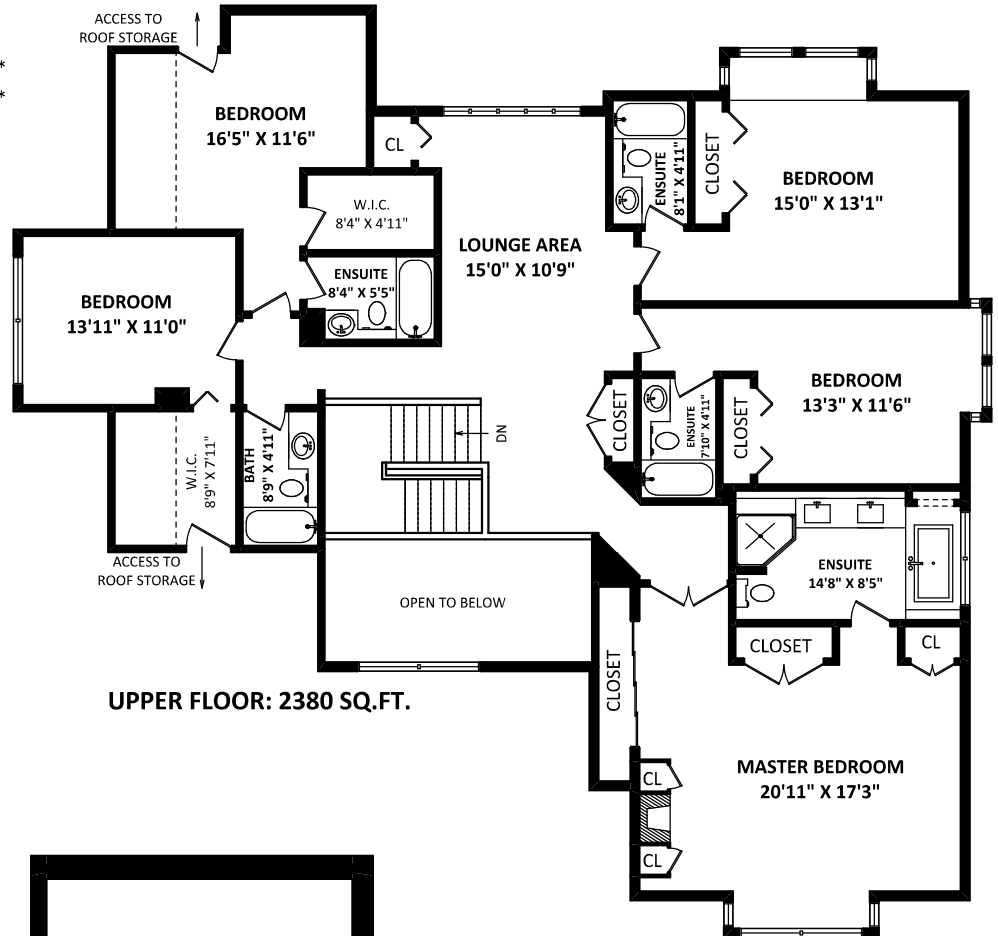 ACCESS TO
ROOF STORAGE
*
*
BEDROOM
16'5" X 11'6"
CL
W.I.C.
8'4" X 4'11"
ENSUITE
8'4" X 5'5"
LOUNGE AREA
15'0" X 10'9"
ENSUITE
8'1" X 4'11"
CLOSET
BEDROOM
15'0" X 13'1"
BEDROOM
13'11" X 11'0"
BEDROOM
13'3" X 11'6"
CLOSET
ENSUITE
7'10" X 4'11"
CLOSET
W.I.C.
8'9" X 7'11"
BATH
8'9" X 4'11"
DN
ACCESS TO
ROOF STORAGE
OPEN TO BELOW
ENSUITE
14'8" X 8'5"
CLOSET
CL
CLOSET
UPPER FLOOR: 2380 SQ.FT.
MASTER BEDROOM
20'11" X 17'3"
CL
CL